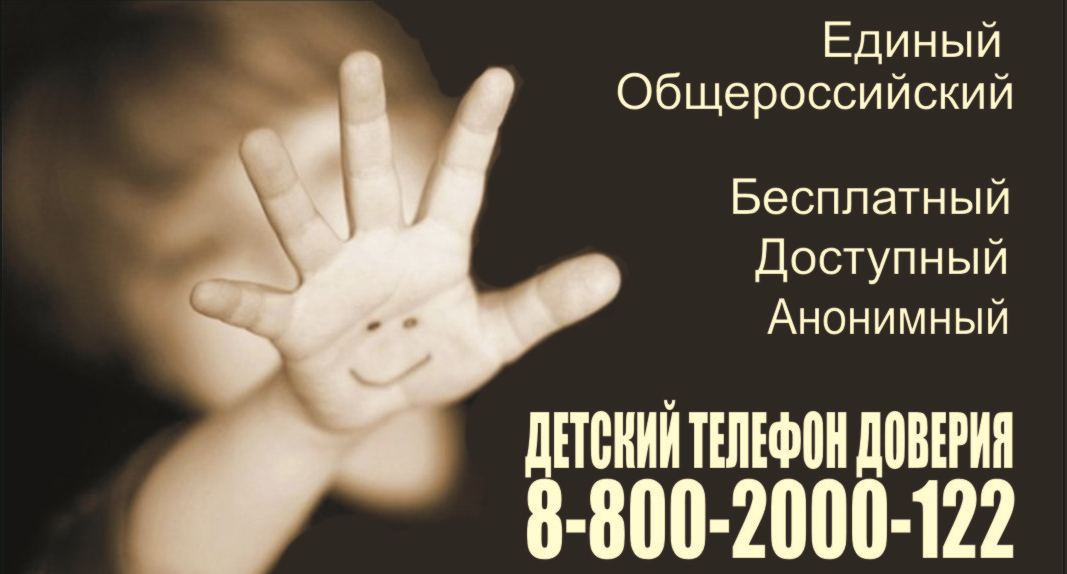 Единый
Общероссийский
Бесплатный
Доступный
Анонимный
ДЕТСКИЙ ТЕЛЕФОН ДОВЕРИЯ
8-800-2000-122